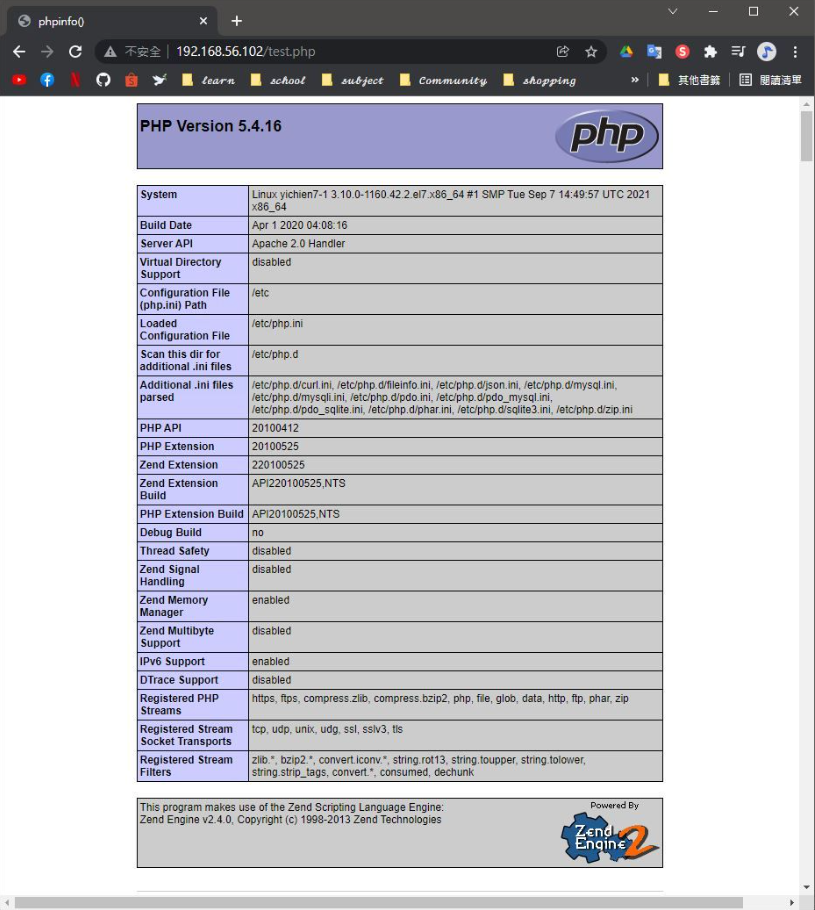 phpinfo()
不安全
192.168.56.102/test.php
learn
school
subject
Community
shopping
其他書籤
閱讀清單
PHP Version 5.4.16
php
System
Linux yichien7-1 3.10.0-1160.42.2.el7.x86_64 #1 SMP Tue Sep 7 14:49:57 UTC 2021
x86_64
Build Date
Apr 1 2020 04:08:16
Server API
Apache 2.0 Handler
Virtual Directory
Support
disabled
Configuration File
(php.ini) Path
/etc
Loaded
Configuration File
/etc/php.ini
Scan this dir for
additional .ini files
/etc/php.d
Additional .ini files
parsed
/etc/php.d/curl.ini, /etc/php.d/fileinfo.ini, /etc/php.d/json.ini, /etc/php.d/mysql.ini,
/etc/php.d/mysqli.ini, /etc/php.d/pdo.ini, /etc/php.d/pdo_mysql.ini,
/etc/php.d/pdo_sqlite.ini, /etc/php.d/phar.ini, /etc/php.d/sqlite3.ini, /etc/php.d/zip.ini
PHP API
20100412
PHP Extension
20100525
Zend Extension
220100525
Zend Extension
Build
API220100525,NTS
PHP Extension Build
API20100525,NTS
Debug Build
no
Thread Safety
disabled
Zend Signal
Handling
disabled
Zend Memory
Manager
enabled
Zend Multibyte
Support
disabled
IPv6 Support
enabled
DTrace Support
disabled
Registered PHP
Streams
https, ftps, compress.zlib, compress.bzip2, php, file, glob, data, http, ftp, phar, zip
Registered Stream
Socket Transports
tcp, udp, unix, udg, ssl, sslv3, tls
Registered Stream
Filters
zlib.*, bzip2.*, convert.iconv.*, string.rot13, string.toupper, string.tolower,
string.strip_tags, convert.*, consumed, dechunk
This program makes use of the Zend Scripting Language Engine:
Zend Engine v2.4.0, Copyright (c) 1998-2013 Zend Technologies
Powered By
Zend
Engine 2